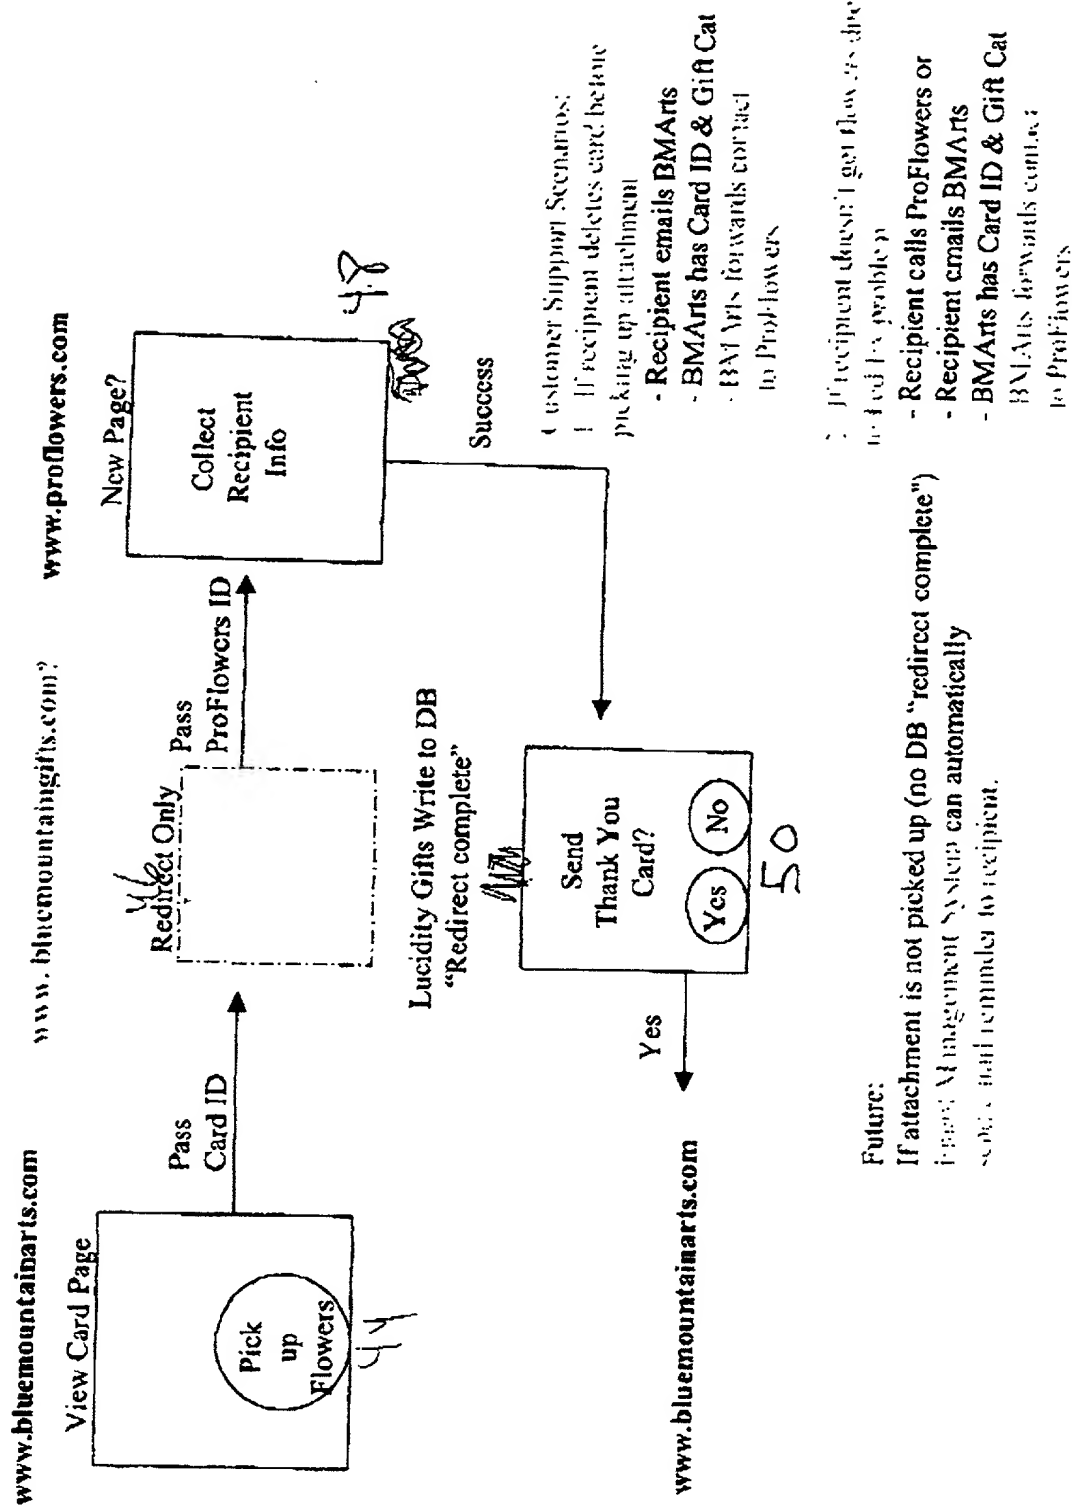 www.bluemountainarts.com
www.bluemountaingifts.com?
www.proflowers.com
View Card Page
Pick
up
Flowers
44
Pass
Card ID
46
Redirect Only
Pass
ProFlowers ID
New Page?
Collect
Recipient
Info
48
Success
Lucidity Gifts Write to DB
"Redirect complete"
Send
Thank You
Card?
Yes
No
50
Yes
www.bluemountainarts.com
Customer Support Scenarios:
1. If recipient deletes card before
picking up attachment
- Recipient emails BMArts
- BMArts has Card ID & Gift Cat
- BMArts forwards contact
to ProFlowers
If recipient doesn't get flowers due
problem
- Recipient calls ProFlowers or
- Recipient emails BMArts
- BMArts has Card ID & Gift Cat
BMArts forwards contact
to ProFlowers
Future:
If attachment is not picked up (no DB "redirect complete")
Management System can automatically
reminder to recipient.